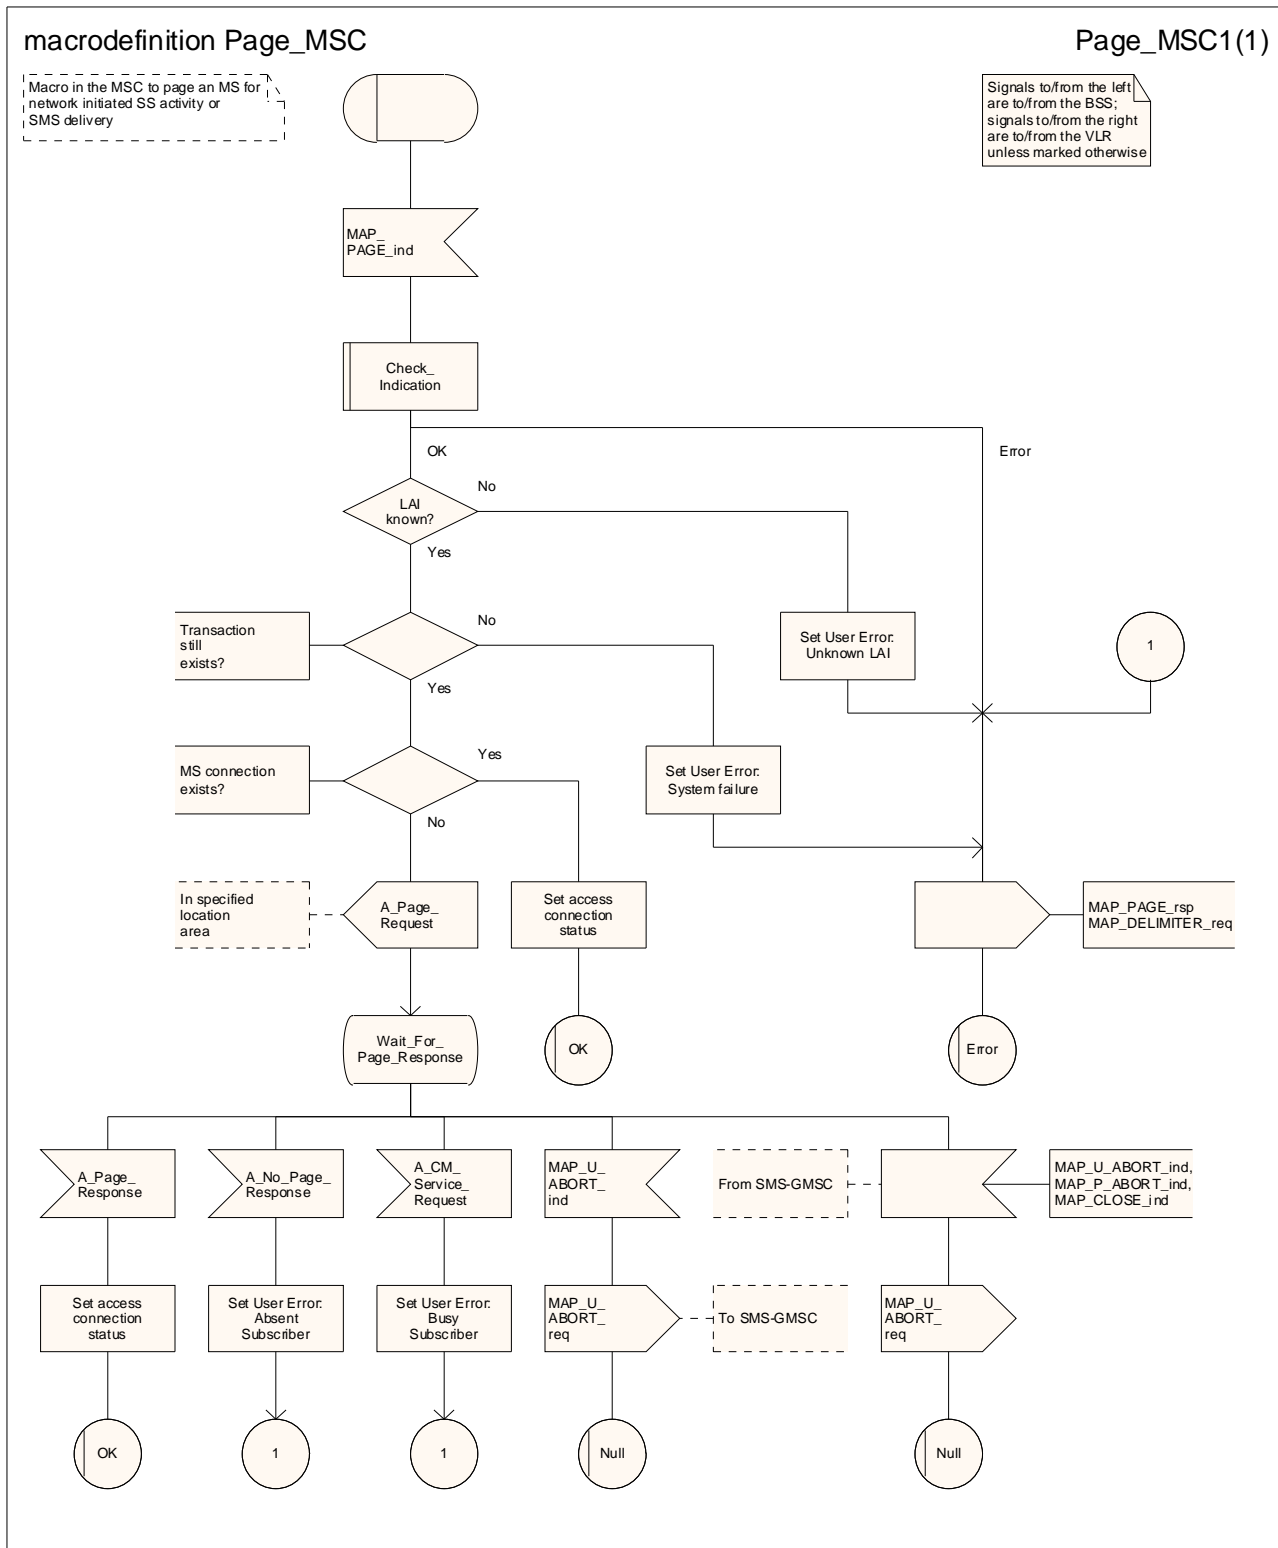 macrodefinition Page_MSC
Page_MSC1(1)
Macro in the MSC to page an MS for
network initiated SS activity or
SMS delivery
Signals to/from the left
are to/from the BSS;
signals to/from the right
are to/from the VLR
unless marked otherwise
MAP_
PAGE_ind
Check_
Indication
OK
Error
LAI
known?
No
Yes
Transaction
still
exists?
No
Yes
Set User Error:
Unknown LAI
1
MS connection
exists?
Yes
No
Set User Error:
System failure
In specified
location
area
A_Page_
Request
Set access
connection
status
MAP_PAGE_rsp
MAP_DELIMITER_req
Wait_For_
Page_Response
OK
Error
A_Page_
Response
A_No_Page_
Response
A_CM_
Service_
Request
MAP_U_
ABORT_
ind
From SMS-GMSC
MAP_U_ABORT_ind,
MAP_P_ABORT_ind,
MAP_CLOSE_ind
Set access
connection
status
Set User Error:
Absent
Subscriber
Set User Error:
Busy
Subscriber
MAP_U_
ABORT_
req
To SMS-GMSC
MAP_U_
ABORT_
req
OK
1
1
Null
Null